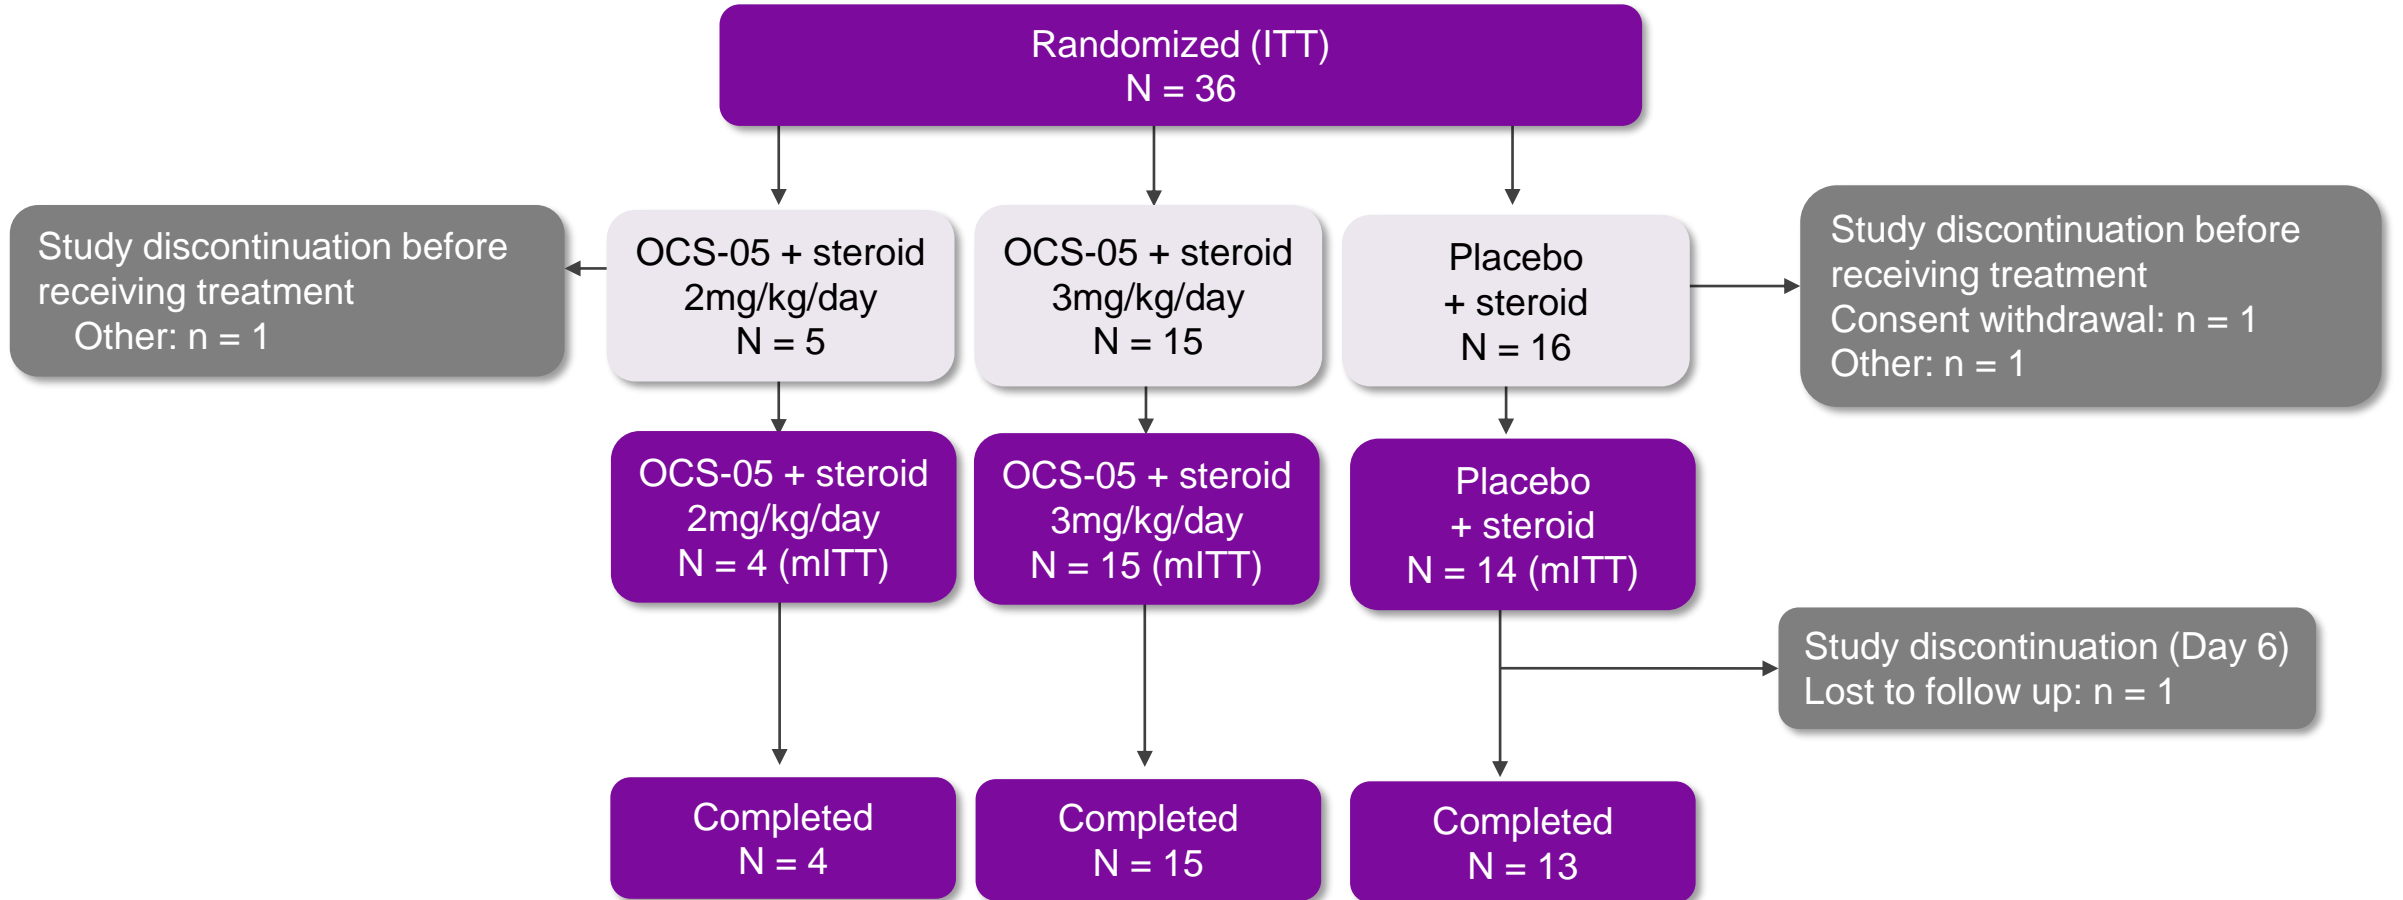 Randomized (ITT)
N = 36
Study discontinuation before
receiving treatment
Other: n = 1
OCS-05 + steroid
2mg/kg/day
N = 5
OCS-05 + steroid
3mg/kg/day
N = 15
Placebo
+ steroid
N = 16
Study discontinuation before
receiving treatment
Consent withdrawal: n = 1
Other: n = 1
OCS-05 + steroid
2mg/kg/day
N = 4 (mITT)
OCS-05 + steroid
3mg/kg/day
N = 15 (mITT)
Placebo
+ steroid
N = 14 (mITT)
Study discontinuation (Day 6)
Lost to follow up: n = 1
Completed
N = 4
Completed
N = 15
Completed
N = 13